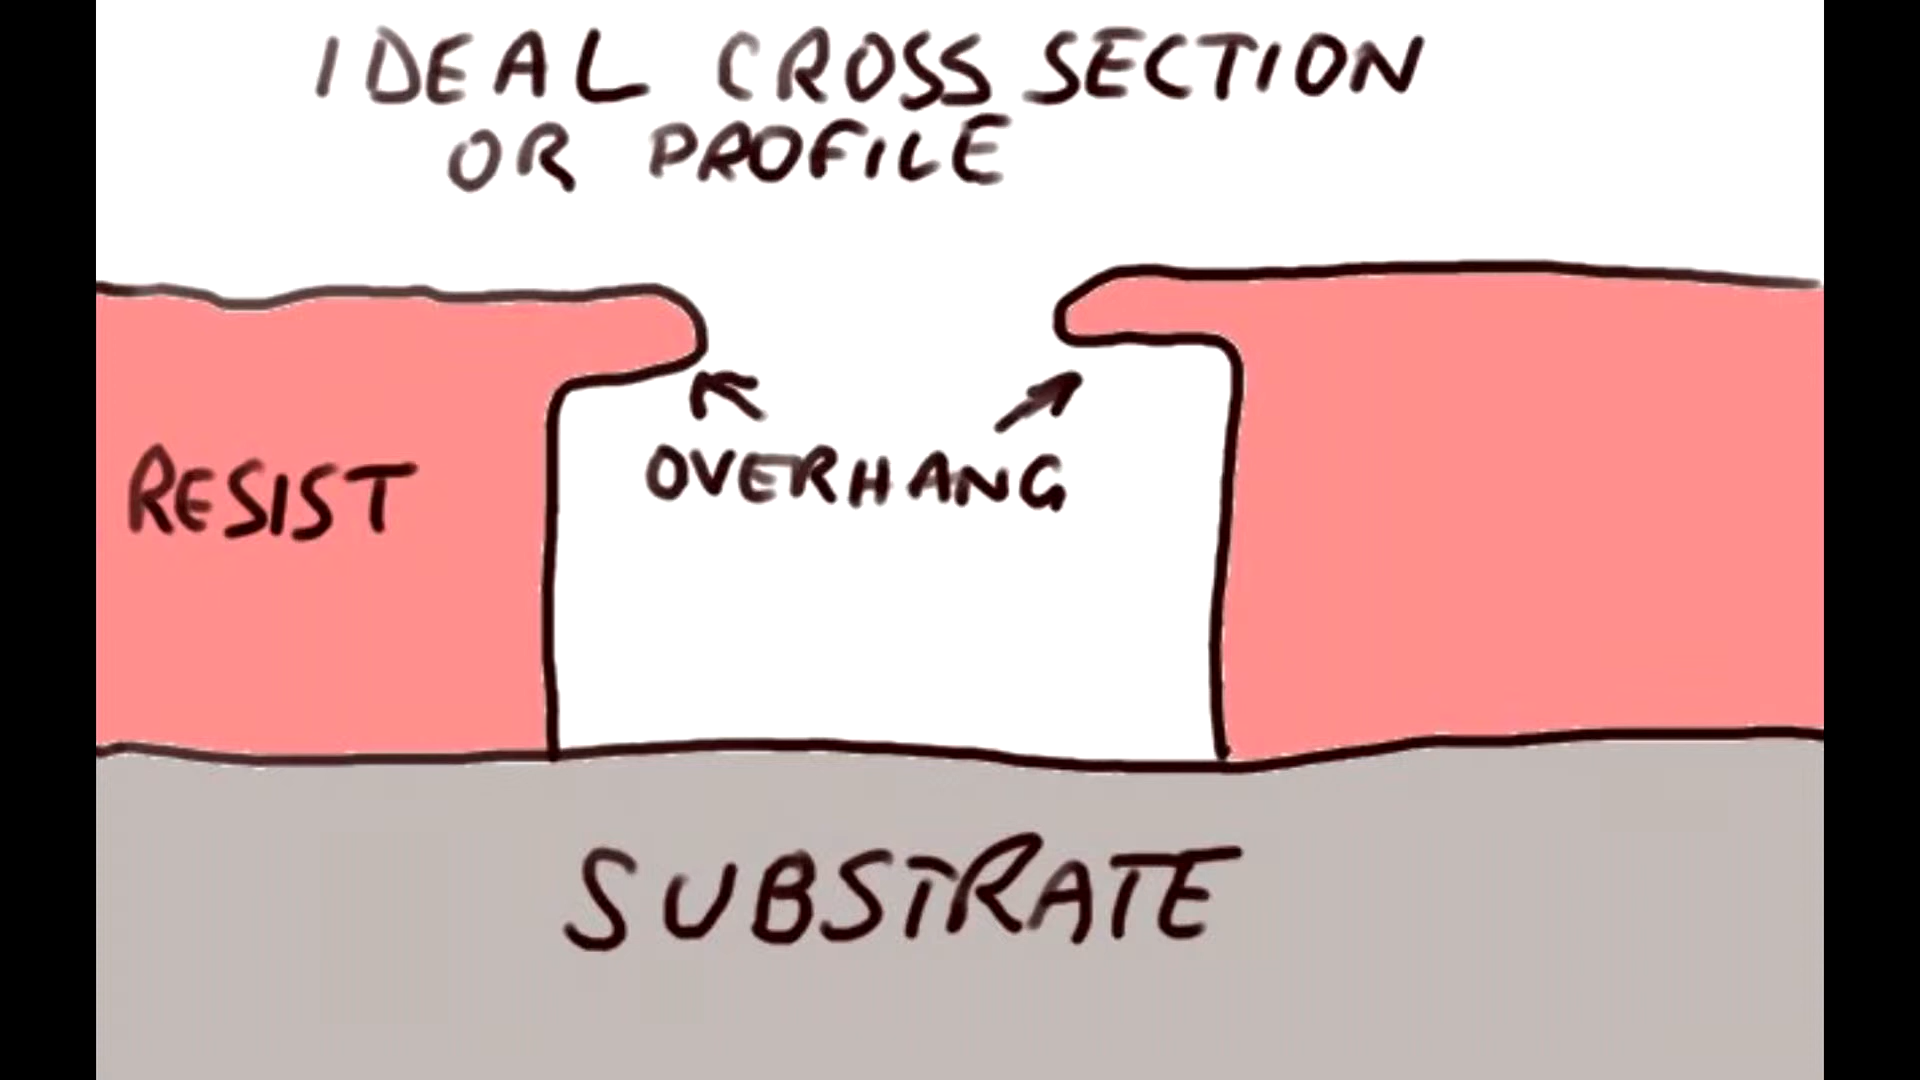 IDEAL CROSS SECTION
OR PROFILE
OVERHANG
RESIST
SUBSTRATE